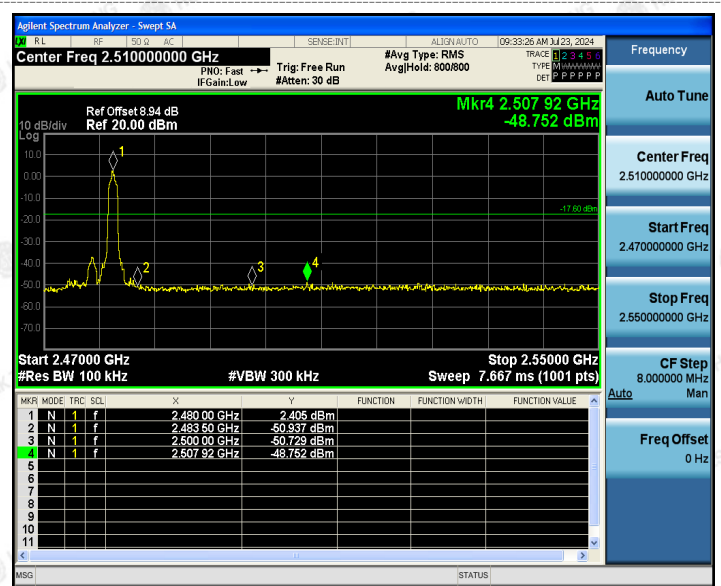 Agilent Spectrum Analyzer - Swept SA
LXI RL RF 50 Ω AC SENSE:INT ALIGN AUTO 09:33:26 AM Jul 23, 2024
Center Freq 2.510000000 GHz
PNO: Fast
IFGain:Low
Trig: Free Run
#Atten: 30 dB
#Avg Type: RMS
Avg|Hold: 800/800
TRACE 1 2 3 4 5 6
TYPE M WWWWW
DET P P P P P P
Ref Offset 8.94 dB
10 dB/div Ref 20.00 dBm
Log
Mkr4 2.507 92 GHz
-48.752 dBm
10.0
0.00
-10.0
-20.0
-30.0
-40.0
-50.0
-60.0
-70.0
1
2
3
4
-17.60 dBm
Start 2.47000 GHz Stop 2.55000 GHz
#Res BW 100 kHz #VBW 300 kHz Sweep 7.667 ms (1001 pts)
MKR MODE TRC SCL X Y FUNCTION FUNCTION WIDTH FUNCTION VALUE
1 N 1 f 2.480 00 GHz 2.405 dBm
2 N 1 f 2.483 50 GHz -50.937 dBm
3 N 1 f 2.500 00 GHz -50.729 dBm
4 N 1 f 2.507 92 GHz -48.752 dBm
5
6
7
8
9
10
11
MSG STATUS
Frequency
Auto Tune
Center Freq
2.510000000 GHz
Start Freq
2.470000000 GHz
Stop Freq
2.550000000 GHz
CF Step
8.000000 MHz
Auto Man
Freq Offset
0 Hz